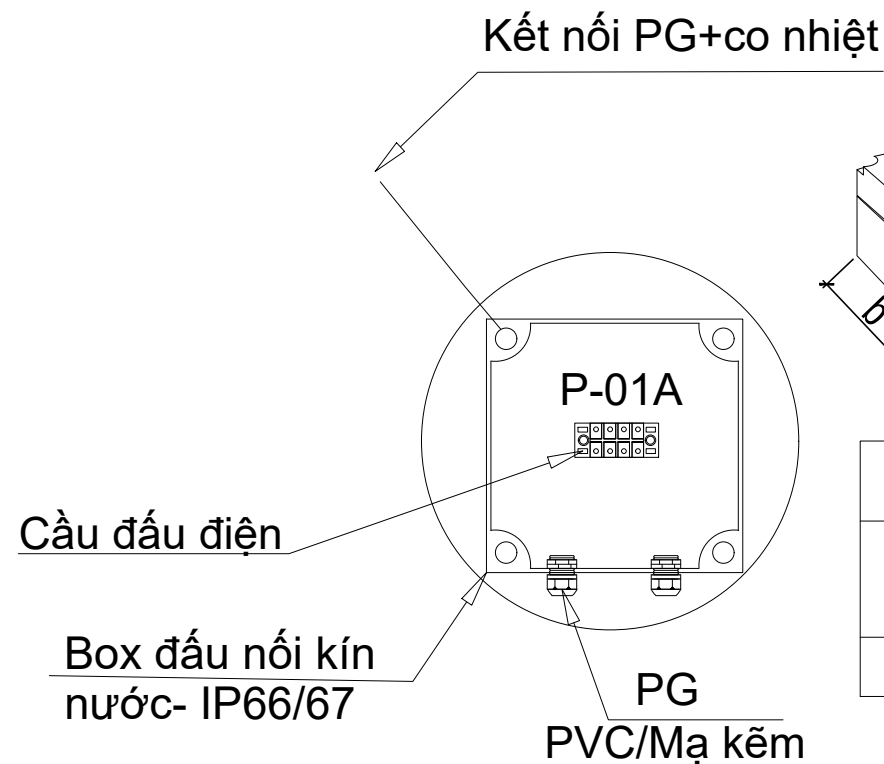 Kết nối PG+co nhiệt
b
P-01A
Cầu đấu điện
Box đấu nối kín
nước- IP66/67
PG
PVC/Mạ kẽm